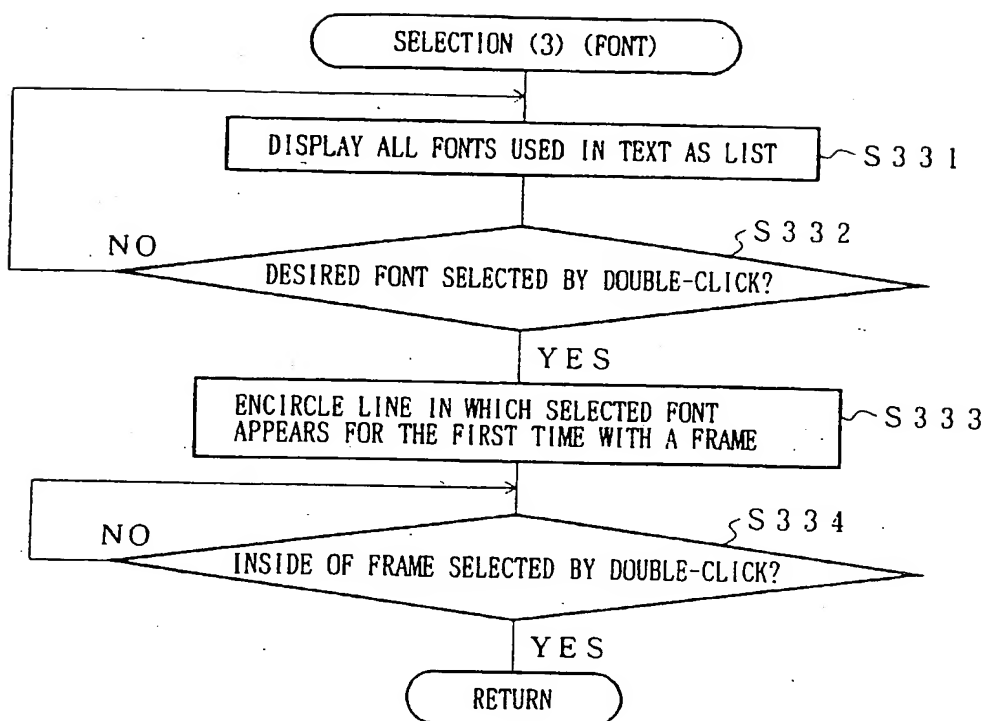 SELECTION (3) (FONT)
DISPLAY ALL FONTS USED IN TEXT AS LIST
S331
S332
NO
DESIRED FONT SELECTED BY DOUBLE-CLICK?
YES
ENCIRCLE LINE IN WHICH SELECTED FONT
APPEARS FOR THE FIRST TIME WITH A FRAME
S333
S334
NO
INSIDE OF FRAME SELECTED BY DOUBLE-CLICK?
YES
RETURN